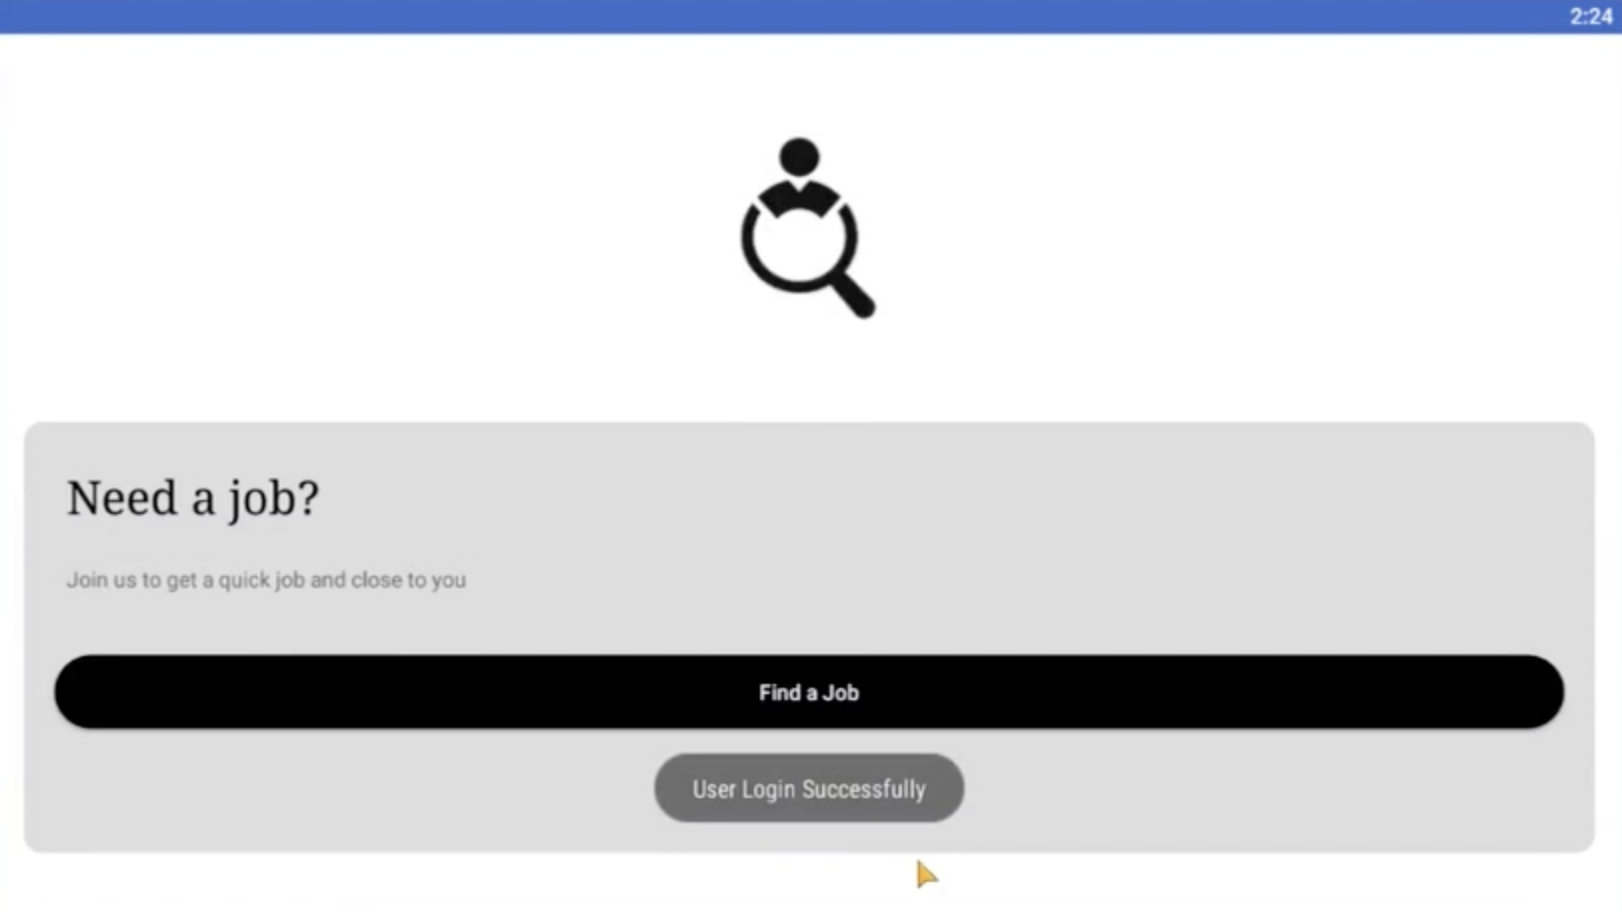 2:24
Need a job?
Join us to get a quick job and close to you
Find a Job
User Login Successfully